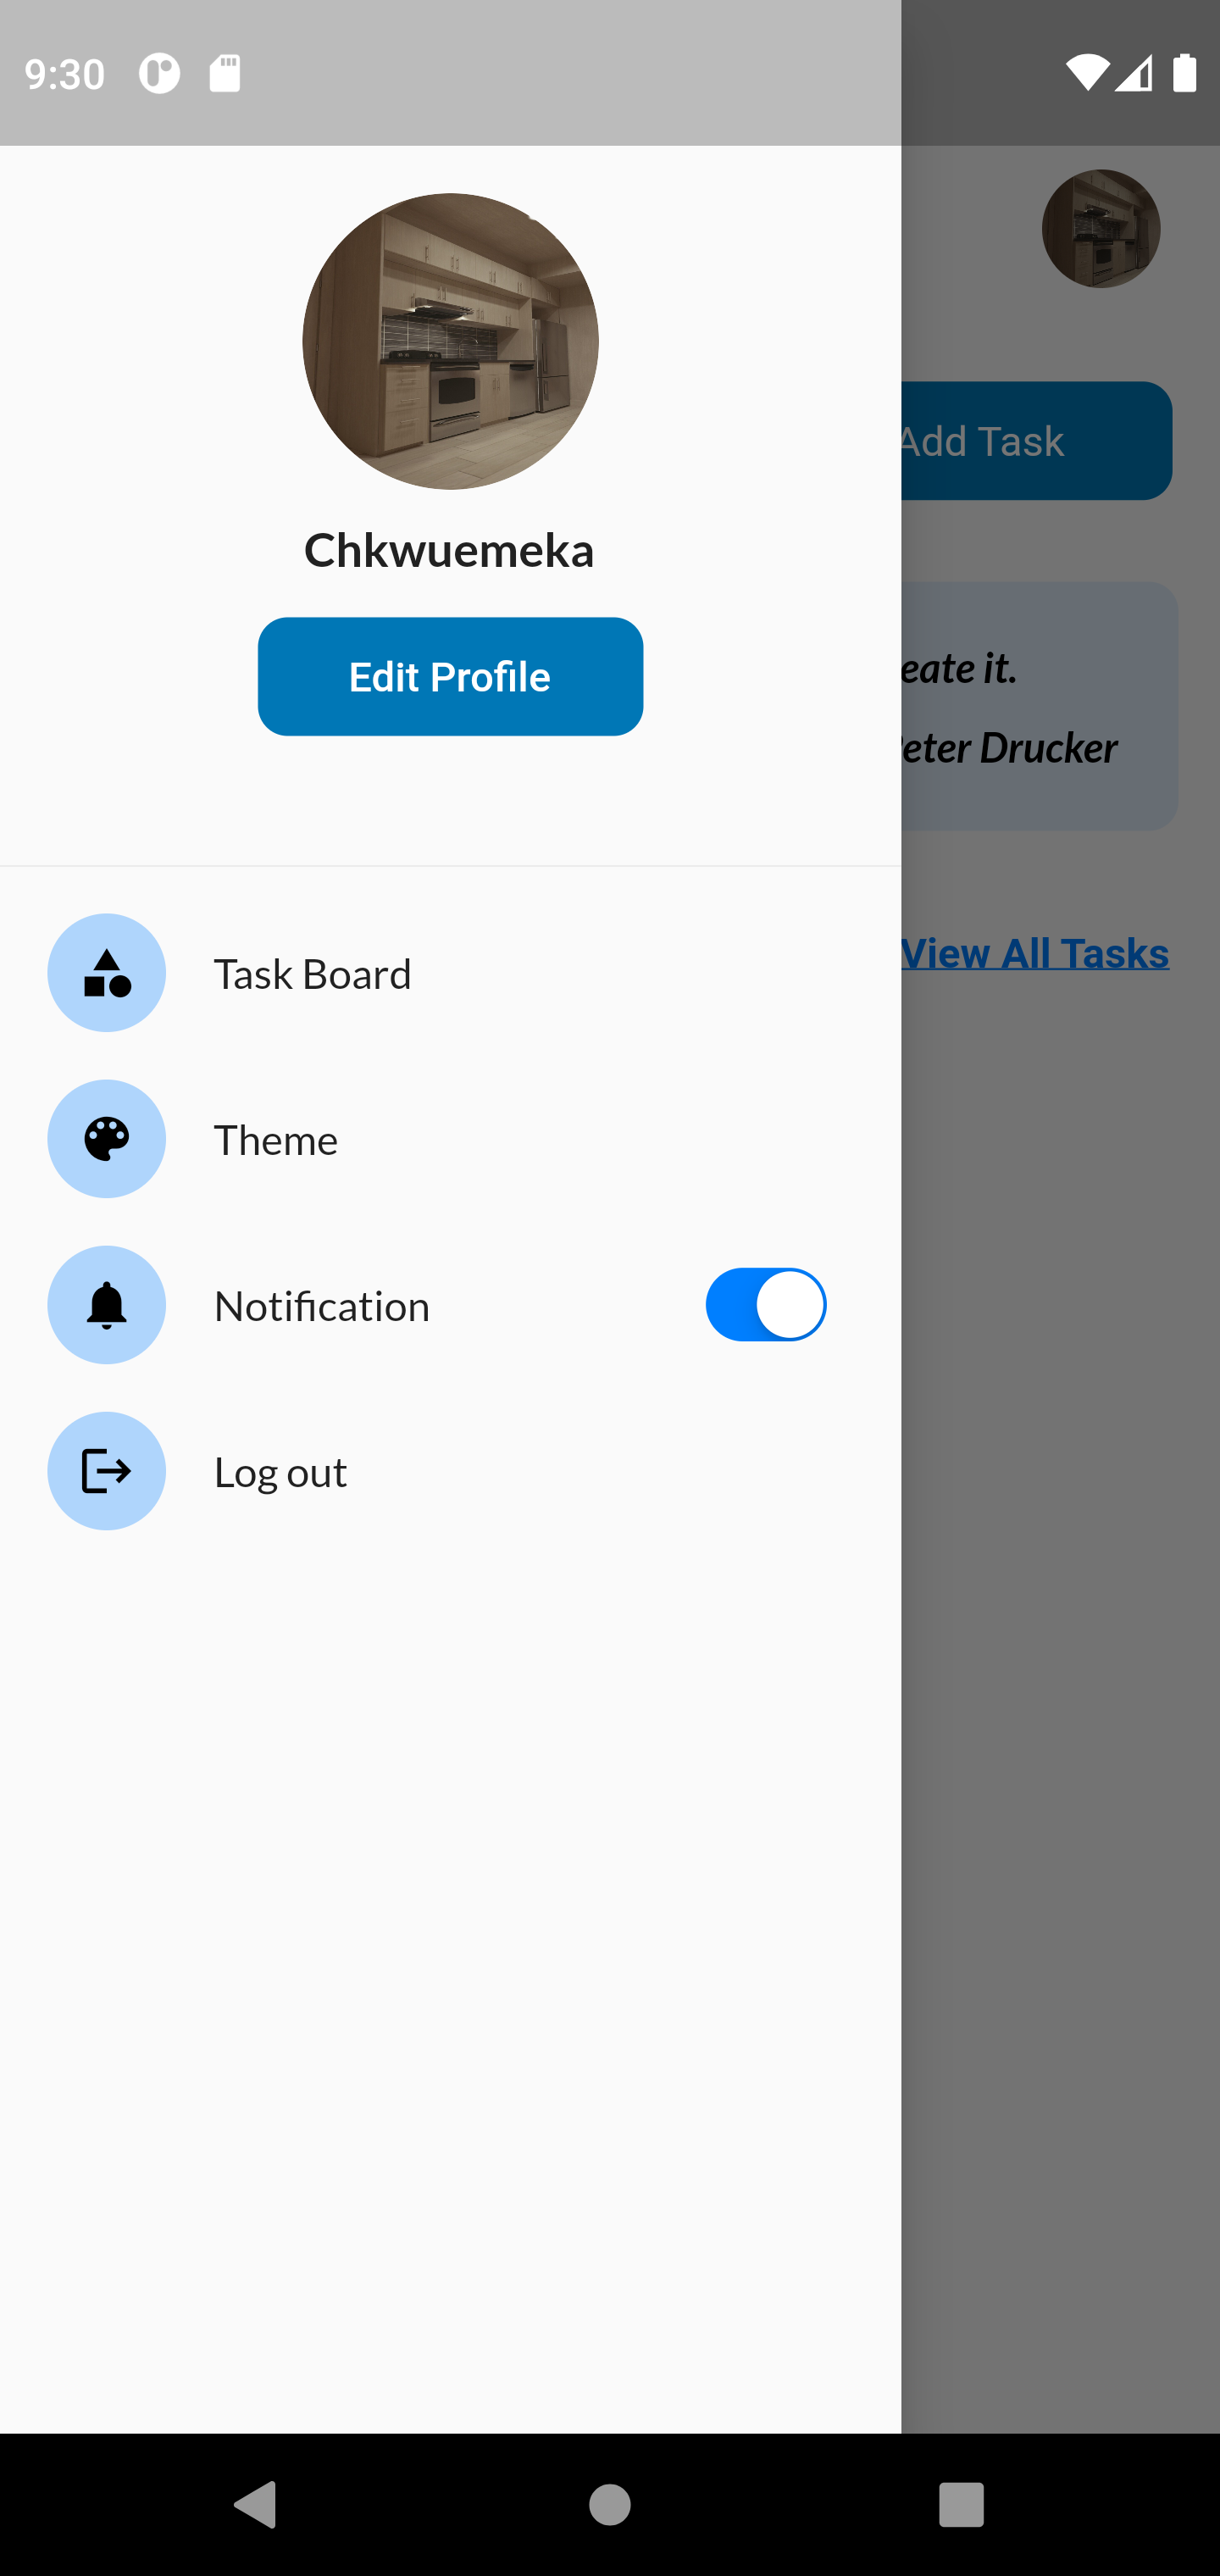 9:30
Chkwuemeka
Edit Profile
Task Board
Theme
Notification
Log out
Add Task
eate it.
eter Drucker
View All Tasks